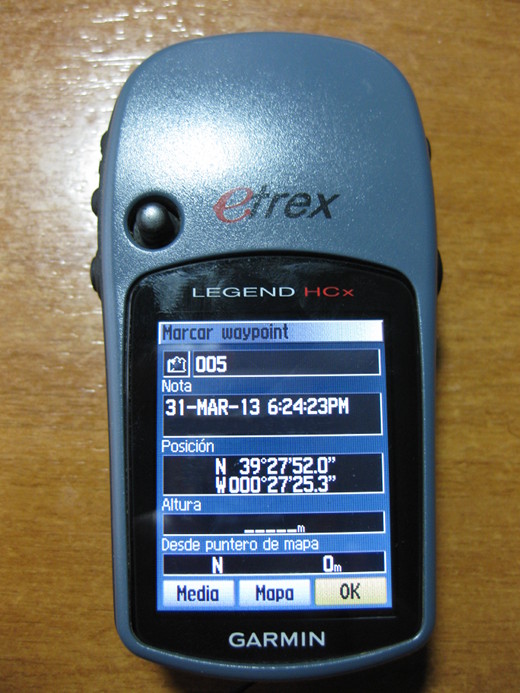 etrex
LEGEND HCx
Marcar waypoint
005
Nota
31-MAR-13 6:24:23PM
Posición
N 39°27'52.0"
W000°27'25.3"
Altura
_____m
Desde puntero de mapa
N 0m
Media Mapa OK
GARMIN